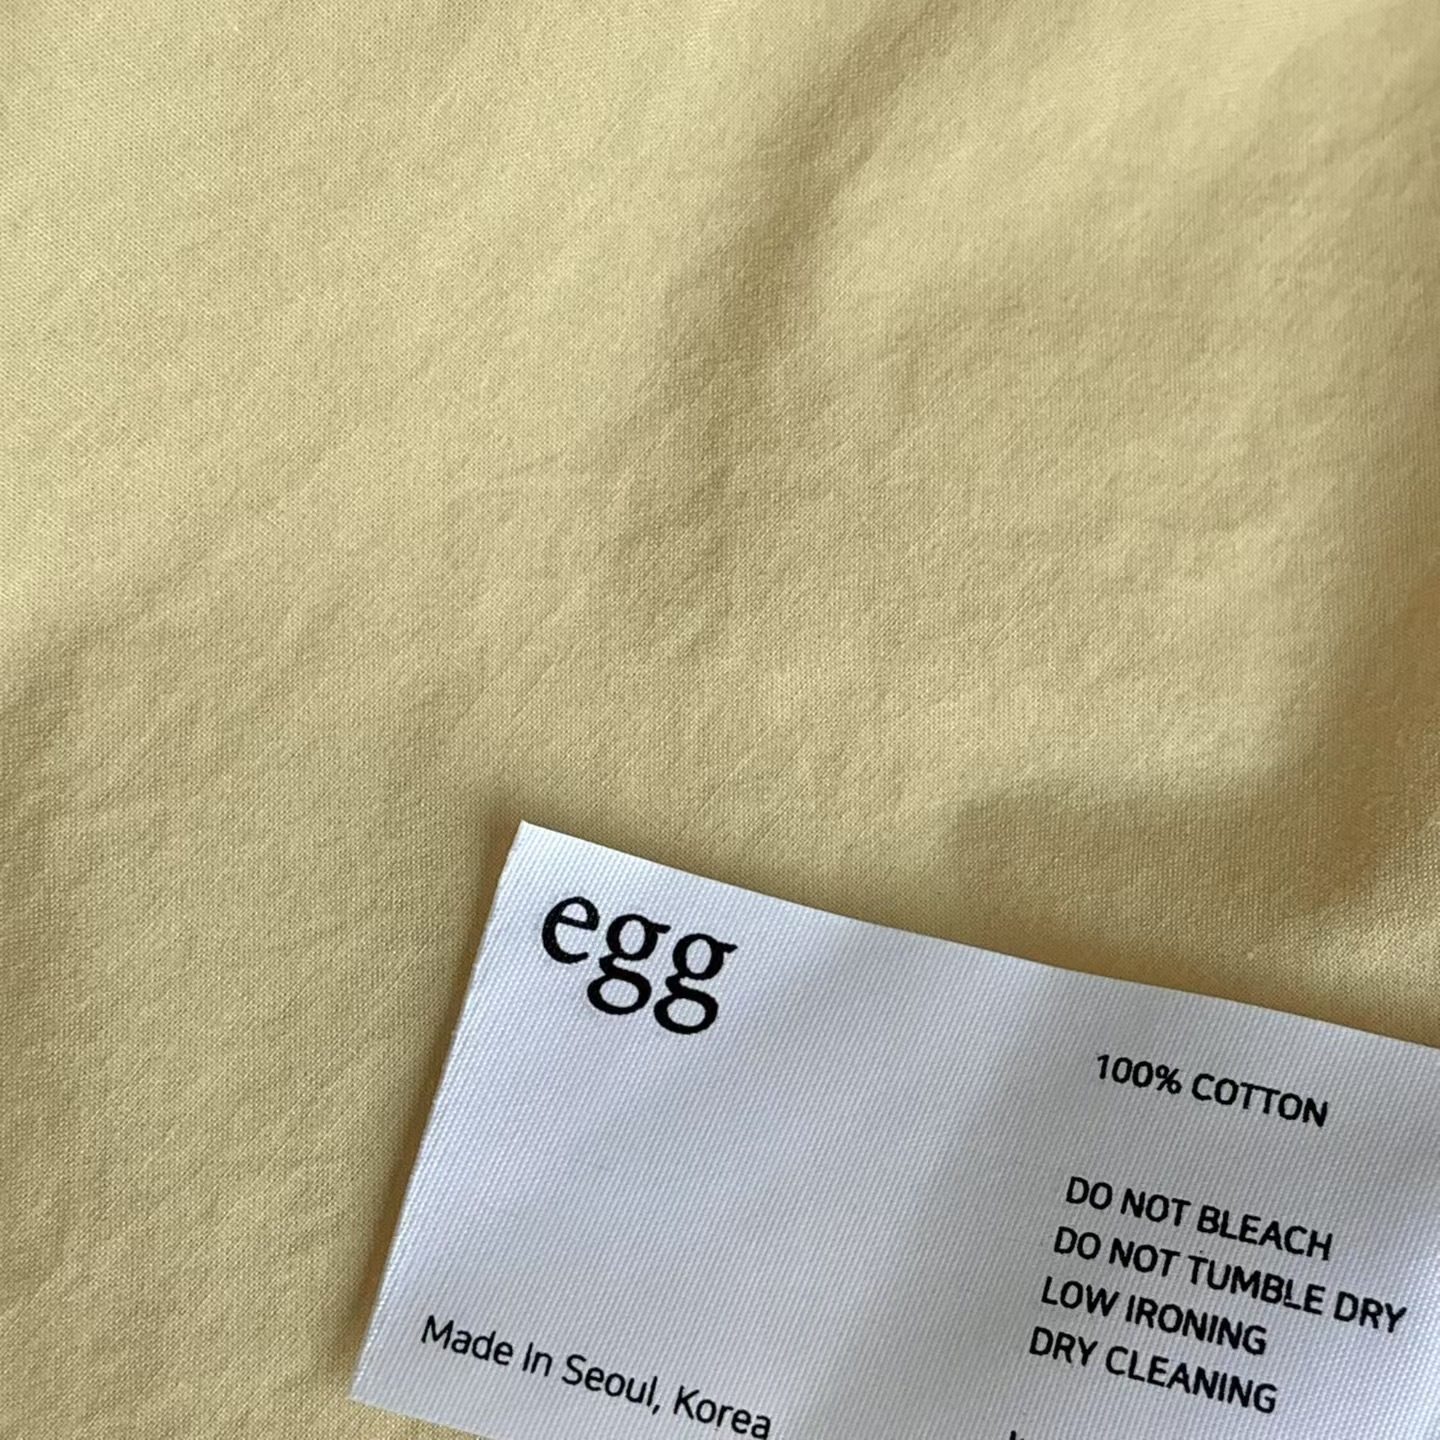 egg
100% COTTON
DO NOT BLEACH
DO NOT TUMBLE DRY
LOW IRONING
DRY CLEANING
Made in Seoul, Korea